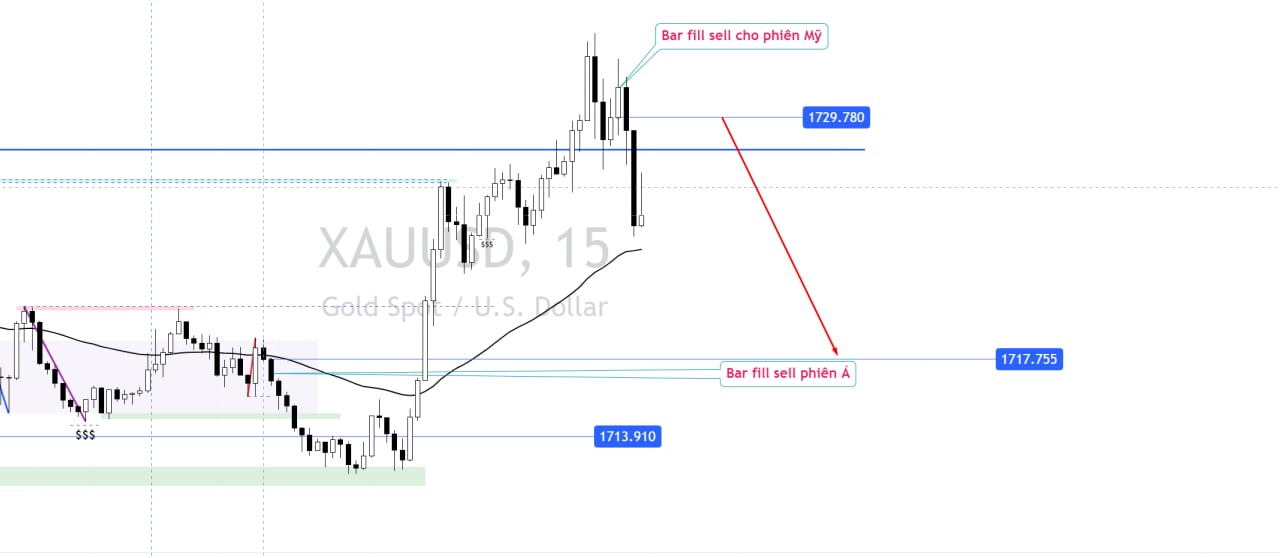 Bar fill sell cho phiên Mỹ
1729.780
$$$
XAUUSD, 15
Gold Spot / U.S. Dollar
1717.755
Bar fill sell phiên Á
$$$
1713.910